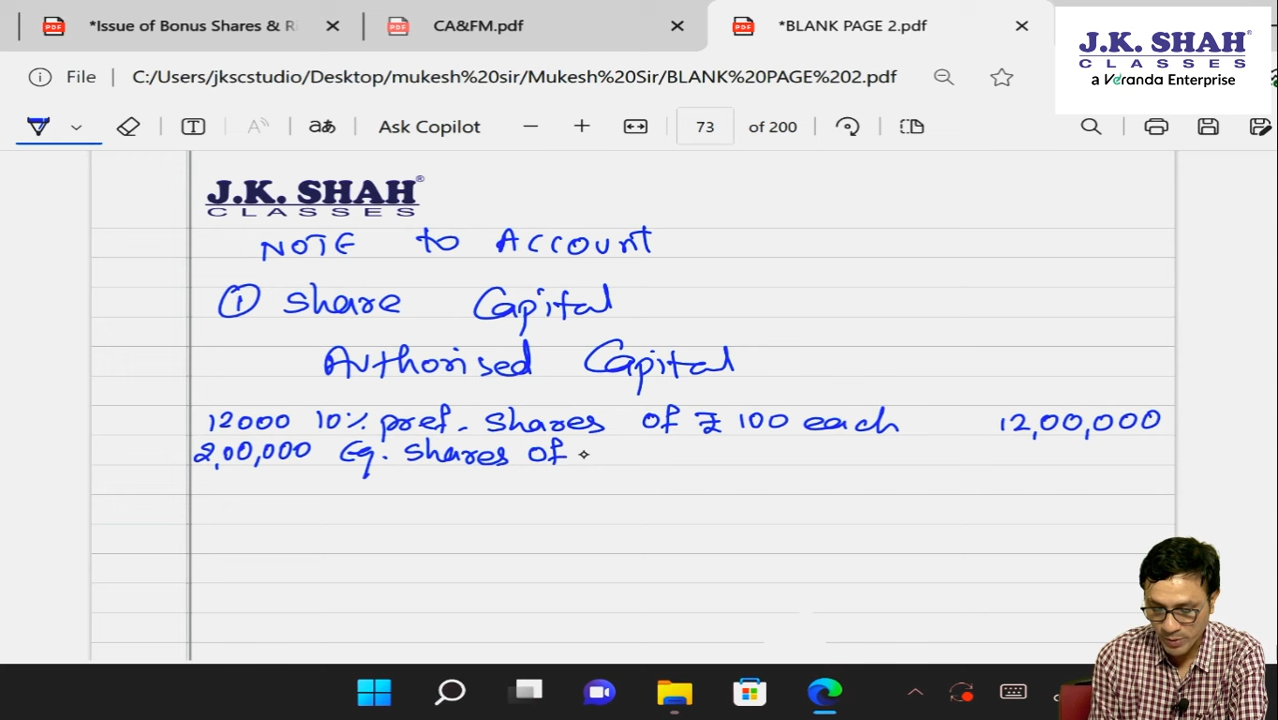 *Issue of Bonus Shares & Ri
CA&FM.pdf
*BLANK PAGE 2.pdf
J.K. SHAH®
CLASSES
a Veranda Enterprise
File
C:/Users/jkscstudio/Desktop/mukesh%20sir/Mukesh%20Sir/BLANK%20PAGE%202.pdf
Ask Copilot
73 of 200
J.K. SHAH®
CLASSES
NOTE to Account
① Share Capital
Authorised Capital
12000 10% pref. shares of ₹ 100 each 12,00,000
2,00,000 Eq. shares of